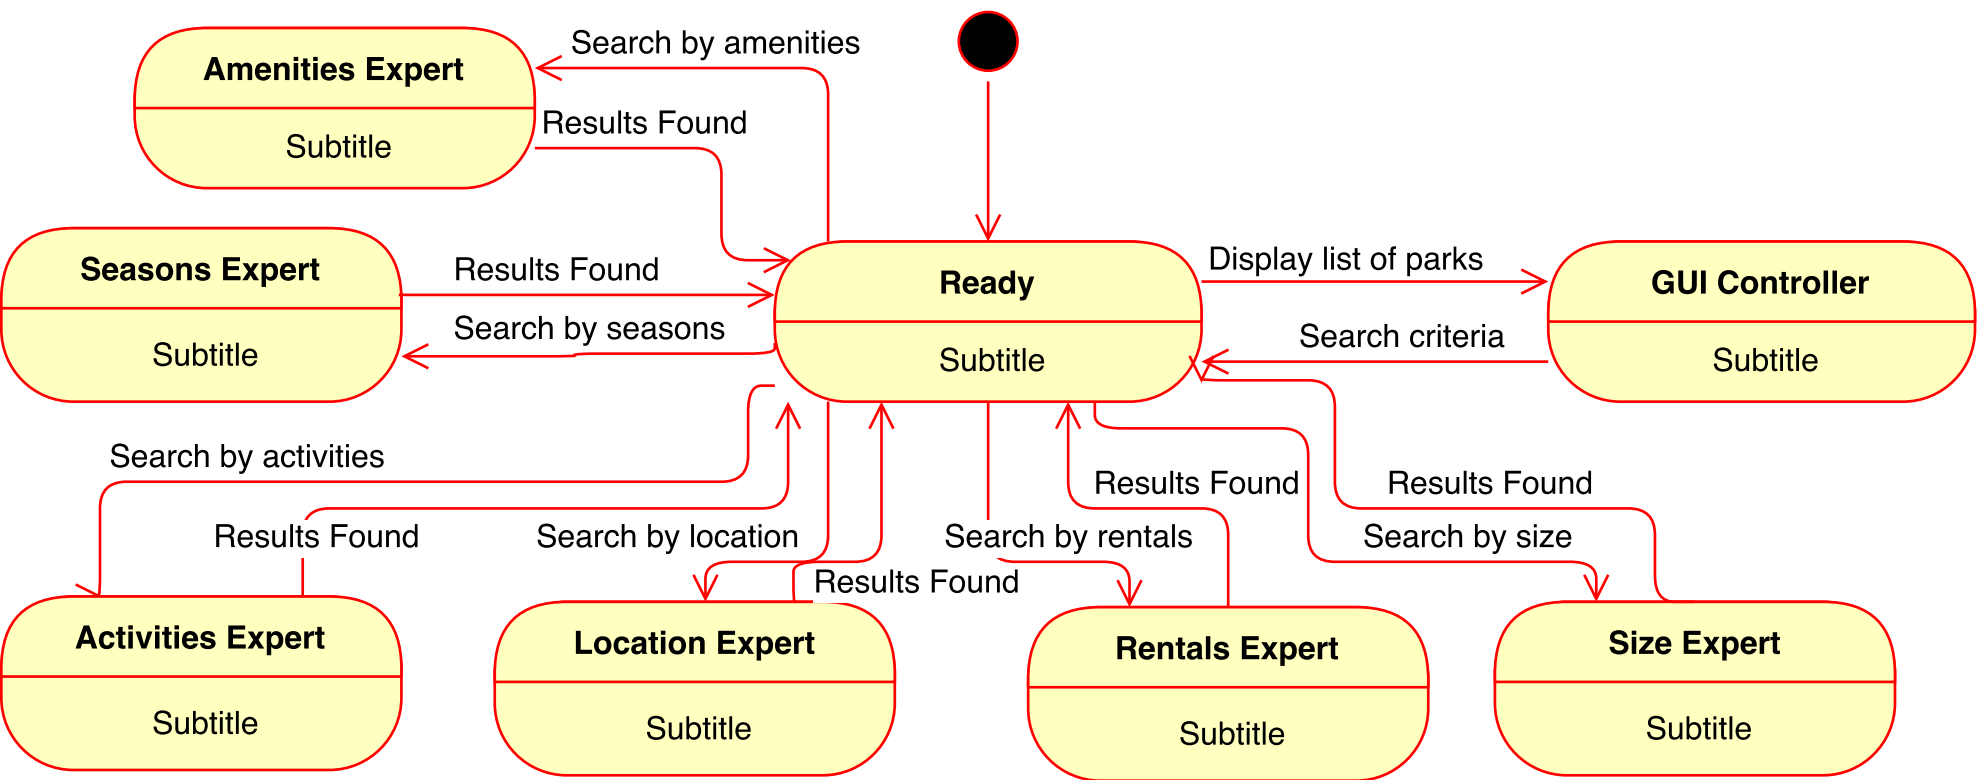 Search by amenities
Amenities Expert
Results Found
Subtitle
Seasons Expert
Results Found
Search by seasons
Subtitle
Ready
Subtitle
Display list of parks
GUI Controller
Search criteria
Subtitle
Search by activities
Results Found
Results Found
Results Found
Search by location
Search by rentals
Search by size
Results Found
Activities Expert
Subtitle
Location Expert
Subtitle
Rentals Expert
Subtitle
Size Expert
Subtitle